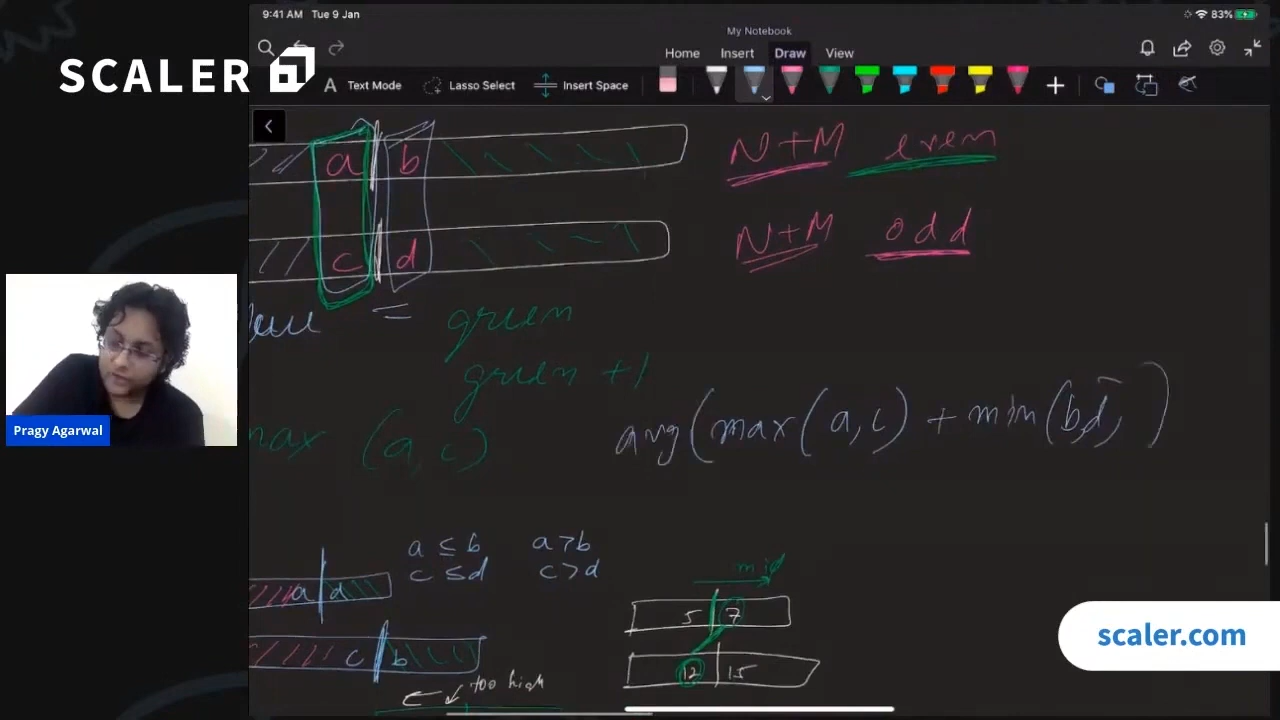 9:41 AM Tue 9 Jan
83%
My Notebook
Home Insert Draw View
SCALER
A Text Mode Lasso Select Insert Space
a b
N+M even
c d
N+M odd
= green
green +1
max (a,c)
avg(max(a,c) + min(b,d,)
Pragy Agarwal
a ≤ b a>b
c ≤ d c>d
mid
a d
5 7
c b
12 15
too high
scaler.com